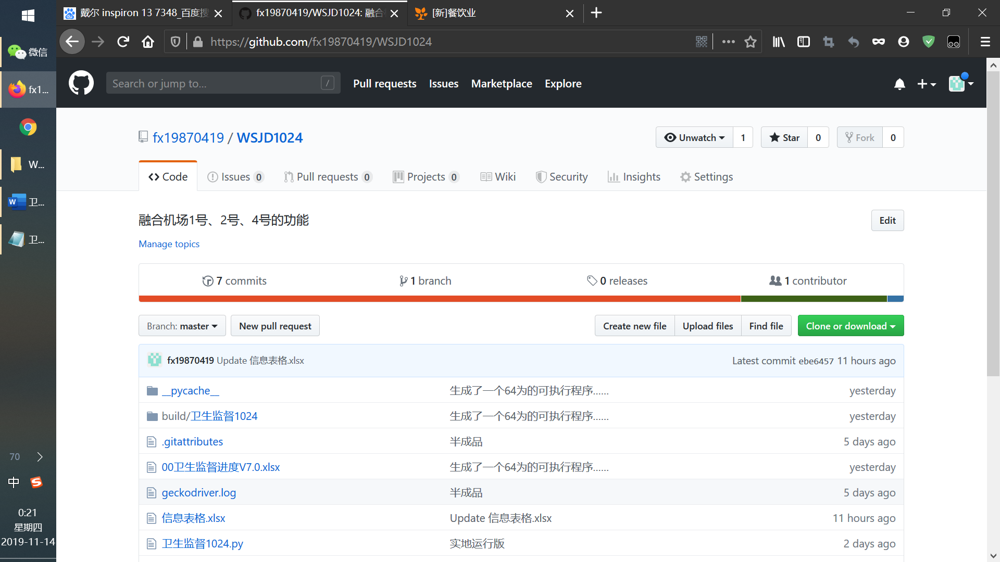 戴尔 inspiron 13 7348_百度搜
fx19870419/WSJD1024: 融合
[新]餐饮业
https://github.com/fx19870419/WSJD1024
微信
fx1...
W...
卫...
卫...
70
中
0:21
星期四
2019-11-14
Search or jump to... /
Pull requests Issues Marketplace Explore
fx19870419 / WSJD1024
Unwatch 1 Star 0 Fork 0
Code Issues 0 Pull requests 0 Projects 0 Wiki Security Insights Settings
融合机场1号、2号、4号的功能
Edit
Manage topics
7 commits 1 branch 0 releases 1 contributor
Branch: master New pull request Create new file Upload files Find file Clone or download
fx19870419 Update 信息表格.xlsx Latest commit ebe6457 11 hours ago
__pycache__ 生成了一个64为的可执行程序...... yesterday
build/卫生监督1024 生成了一个64为的可执行程序...... yesterday
.gitattributes 半成品 5 days ago
00卫生监督进度V7.0.xlsx 生成了一个64为的可执行程序...... yesterday
geckodriver.log 半成品 5 days ago
信息表格.xlsx Update 信息表格.xlsx 11 hours ago
卫生监督1024.py 实地运行版 2 days ago